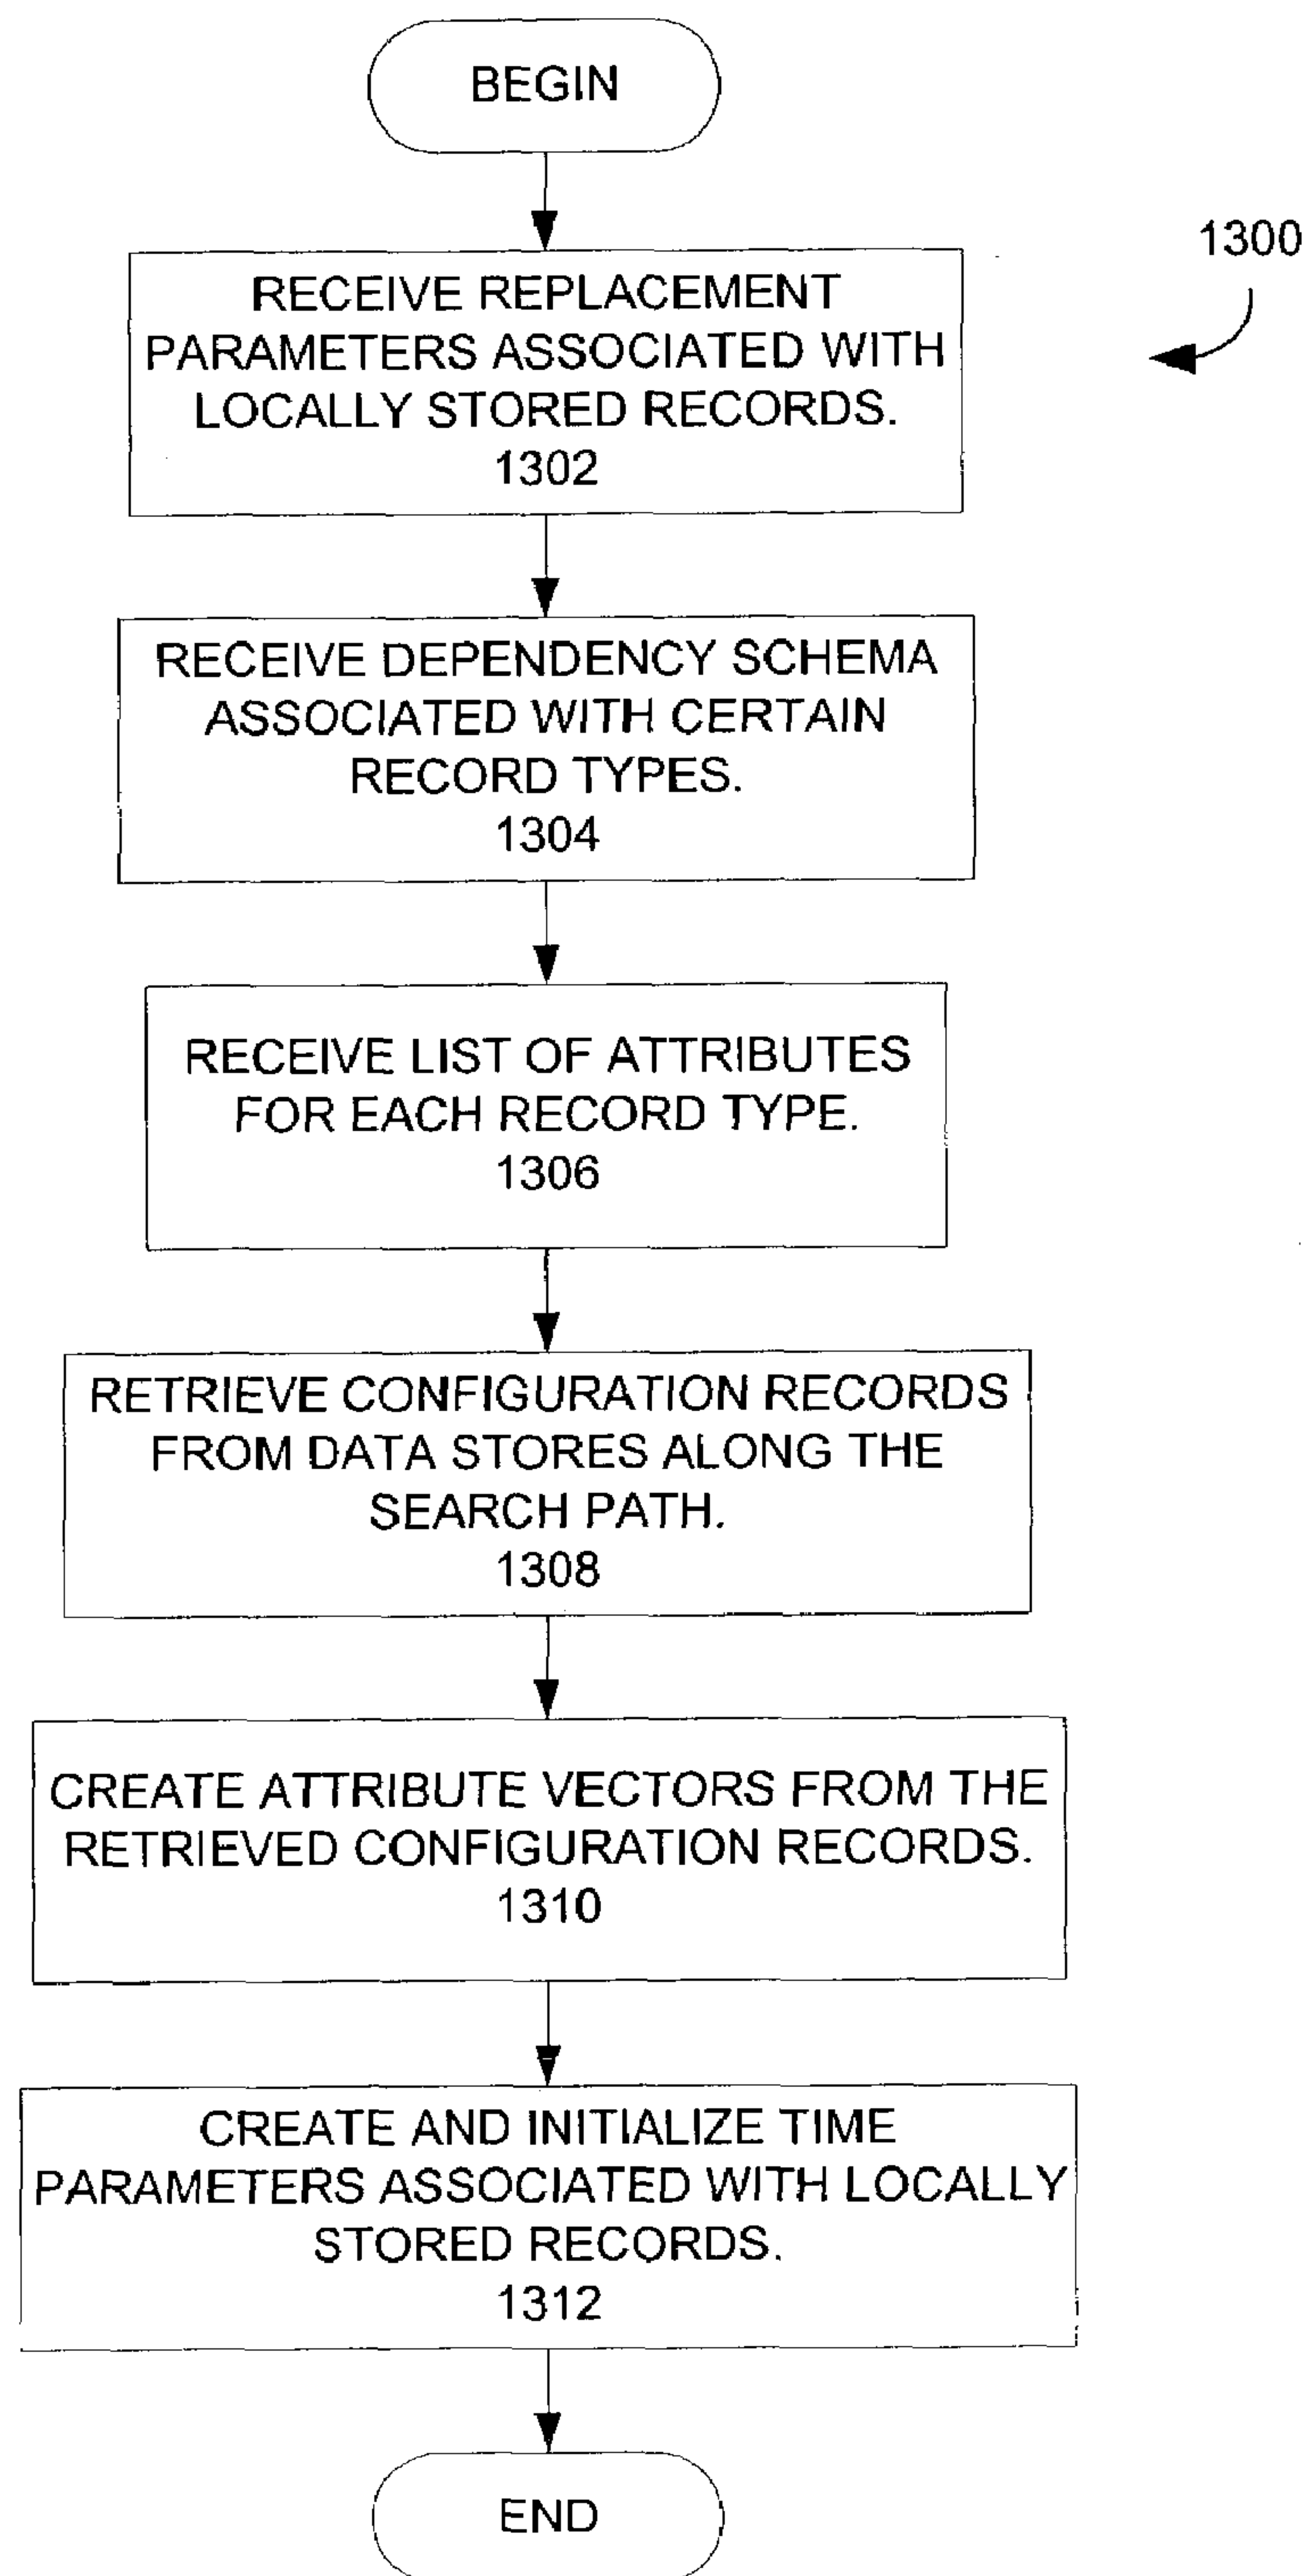 BEGIN
1300
RECEIVE REPLACEMENT
PARAMETERS ASSOCIATED WITH
LOCALLY STORED RECORDS.
1302
RECEIVE DEPENDENCY SCHEMA
ASSOCIATED WITH CERTAIN
RECORD TYPES.
1304
RECEIVE LIST OF ATTRIBUTES
FOR EACH RECORD TYPE.
1306
RETRIEVE CONFIGURATION RECORDS
FROM DATA STORES ALONG THE
SEARCH PATH.
1308
CREATE ATTRIBUTE VECTORS FROM THE
RETRIEVED CONFIGURATION RECORDS.
1310
CREATE AND INITIALIZE TIME
PARAMETERS ASSOCIATED WITH LOCALLY
STORED RECORDS.
1312
END